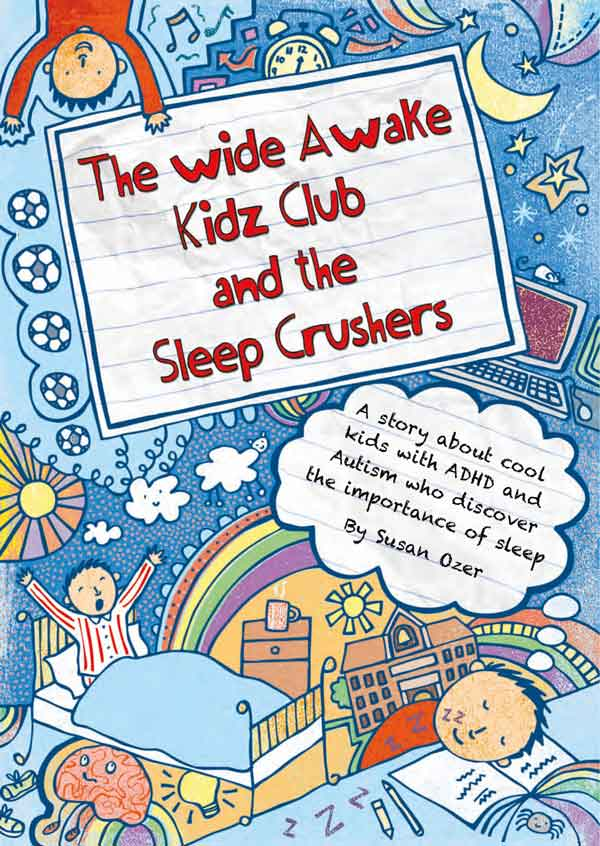 The wide Awake
Kidz Club
and the
Sleep Crushers
A story about cool
kids with ADHD and
Autism who discover
the importance of sleep
By Susan Ozer
Z Z Z Z
Z Z Z